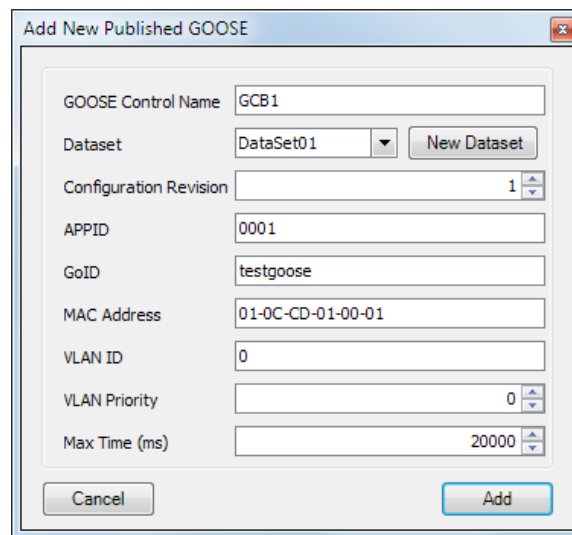 Add New Published GOOSE
GOOSE Control Name GCB1
Dataset DataSet01 New Dataset
Configuration Revision 1
APPID 0001
GoID testgoose
MAC Address 01-0C-CD-01-00-01
VLAN ID 0
VLAN Priority 0
Max Time (ms) 20000
Cancel Add